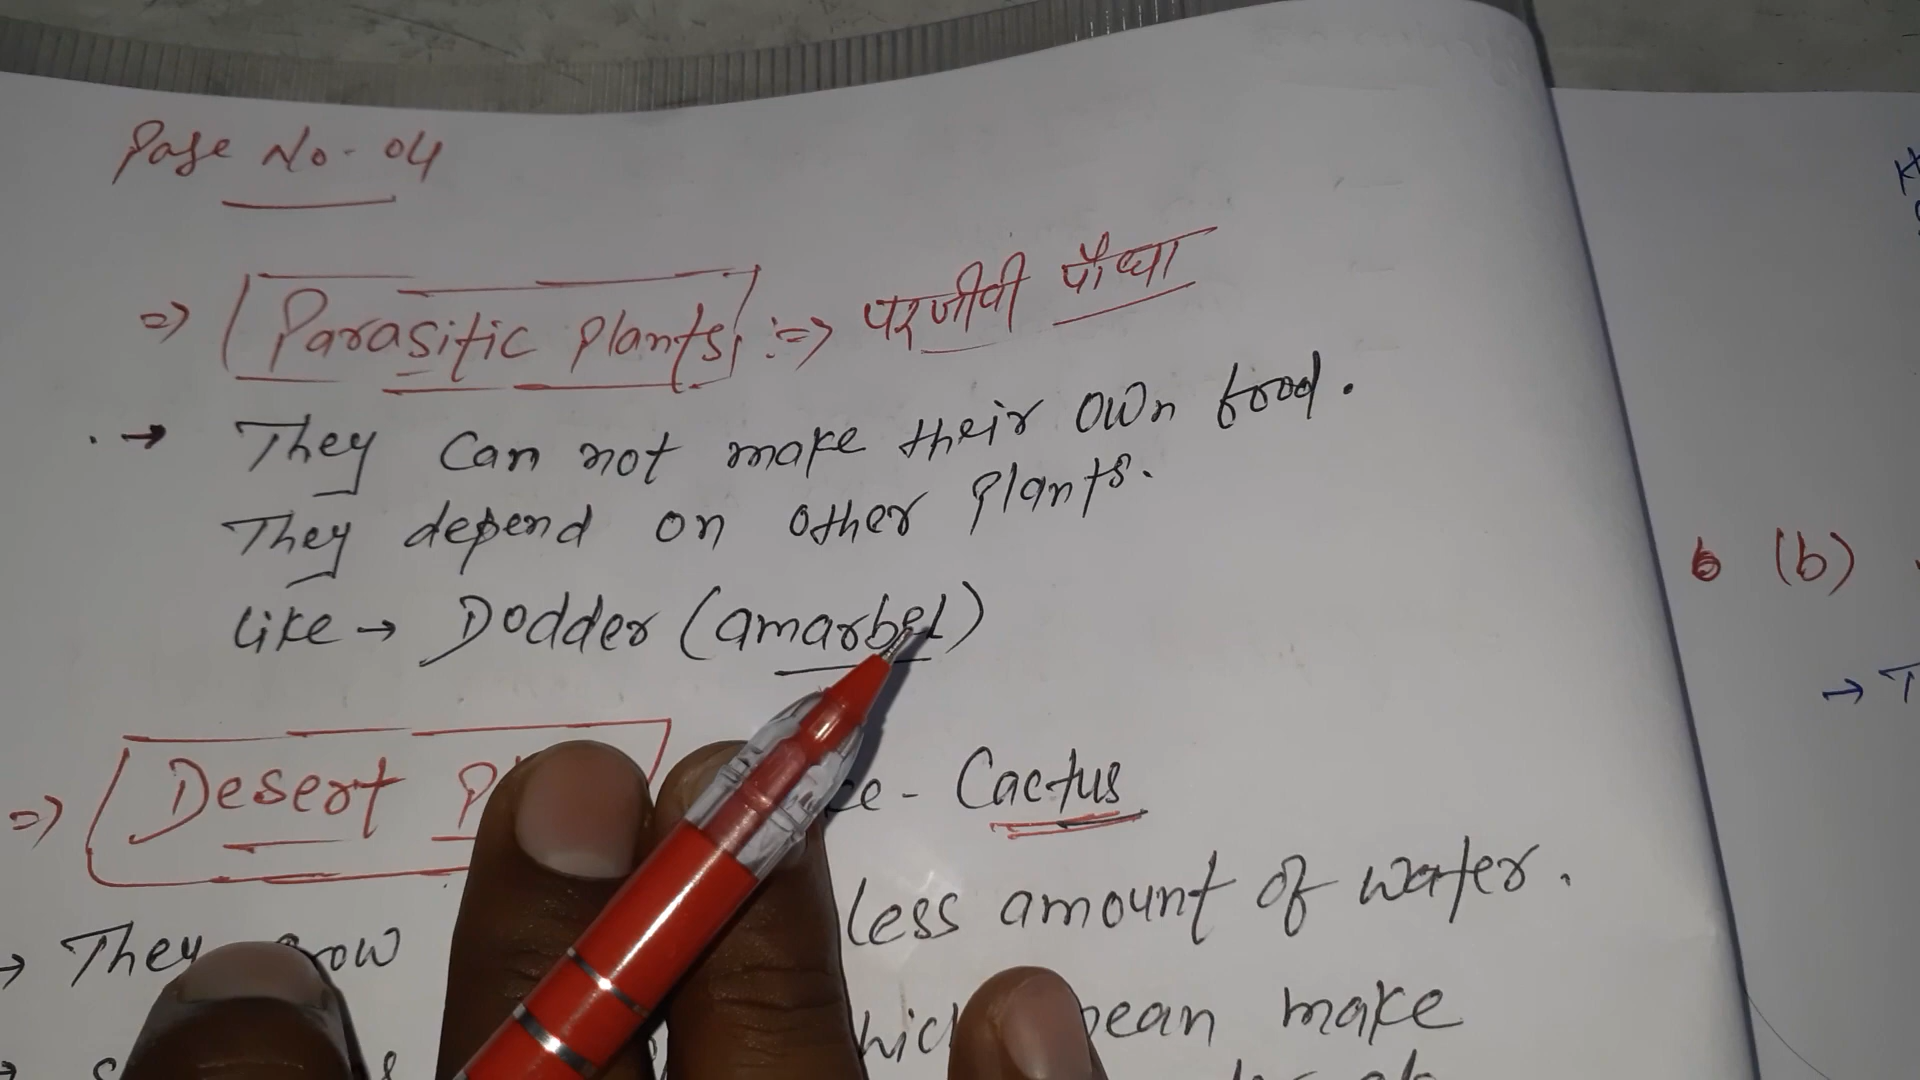 Page No - 04
=> Parasitic Plants :=> परजीवी पौधा
. → They can not make their own food.
They depend on other plants.
like → Dodder (amarbel)
=> Desert - Cactus
→ They less amount of water.
make
b (b)
→ T